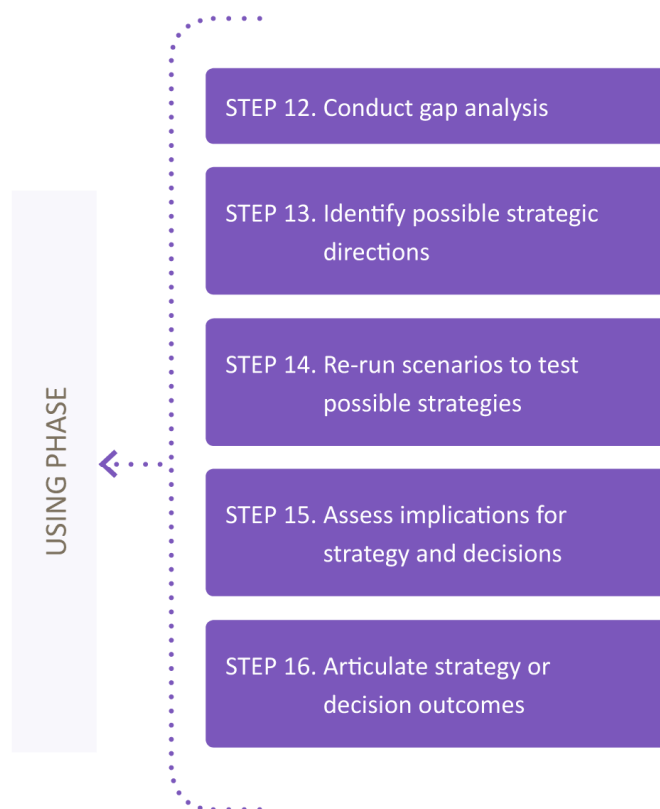 USING PHASE
STEP 12. Conduct gap analysis
STEP 13. Identify possible strategic
directions
STEP 14. Re-run scenarios to test
possible strategies
STEP 15. Assess implications for
strategy and decisions
STEP 16. Articulate strategy or
decision outcomes